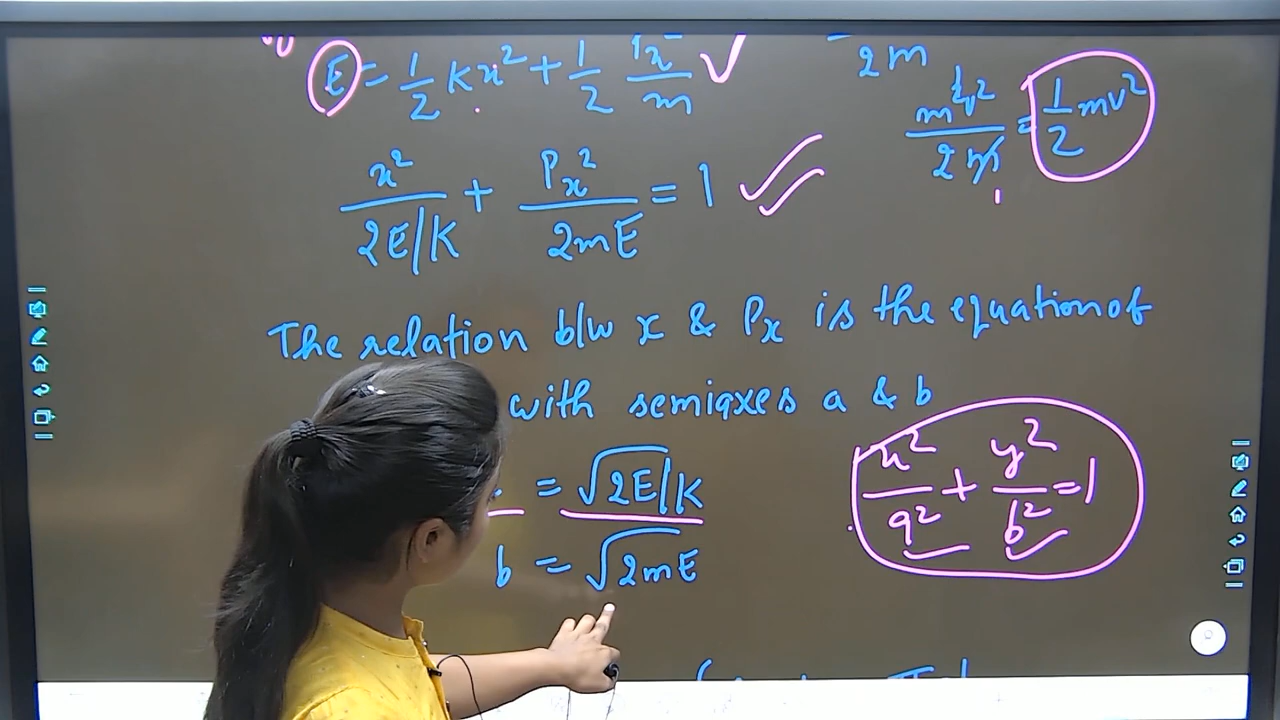 E = 1/2 Kx² + 1/2 Px²/m
2m
m²v²/2m = 1/2 mv²
x²/2E/K + Px²/2mE = 1
The relation b/w x & Px is the equation of
with semiaxes a & b
= √2E/K
x²/a² + y²/b² = 1
b = √2mE